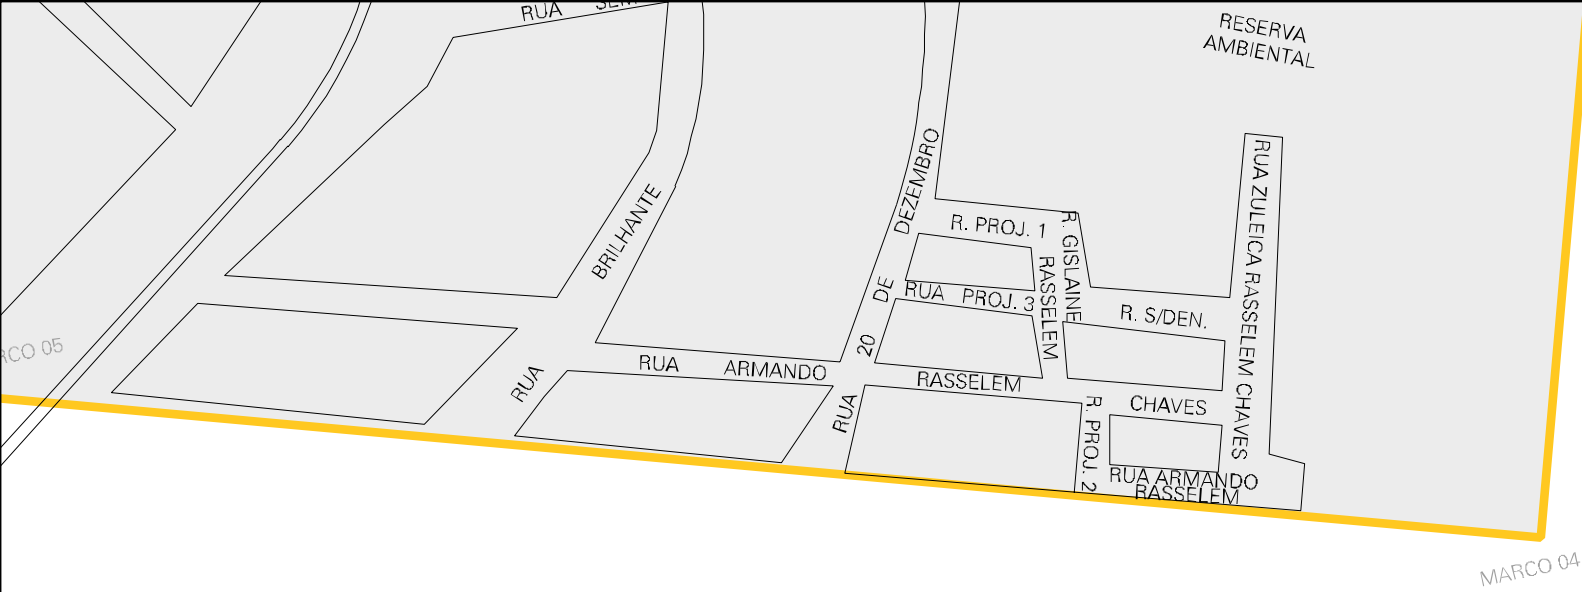 RUA
RESERVA
AMBIENTAL
DEZEMBRO
RUA ZULEICA RASSELEM CHAVES
BRILHANTE
R. PROJ. 1
R. GISLAINE
RASSELEM
DE
RUA PROJ. 3
R. S/DEN.
20
RCO 05
RUA ARMANDO
RASSELEM
CHAVES
RUA
RUA
R. PROJ. 2
RUA ARMANDO
RASSELEM
MARCO 04